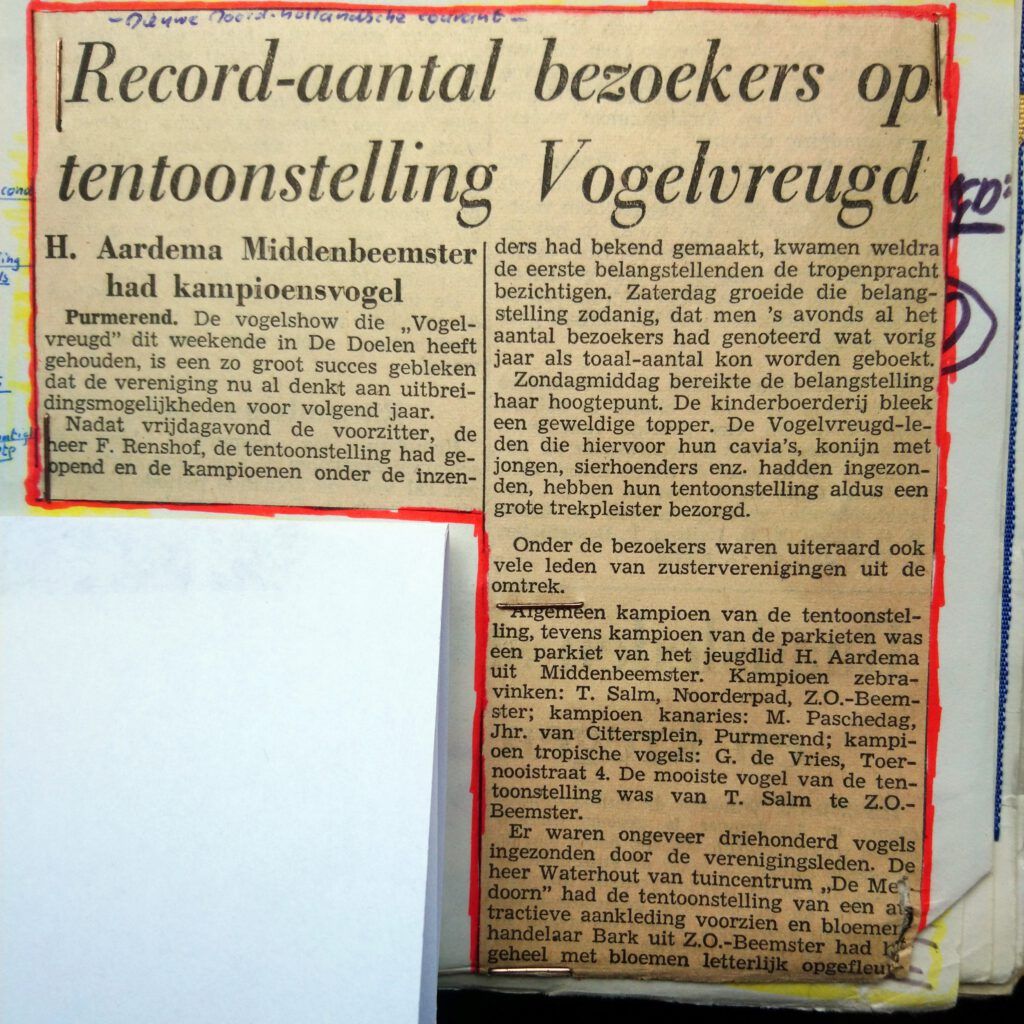 - Nieuwe Noord-Hollandsche courant -
Record-aantal bezoekers op
tentoonstelling Vogelvreugd
H. Aardema Middenbeemster
had kampioensvogel
Purmerend. De vogelshow die „Vogel-
vreugd” dit weekende in De Doelen heeft
gehouden, is een zo groot succes gebleken
dat de vereniging nu al denkt aan uitbrei-
dingsmogelijkheden voor volgend jaar.
Nadat vrijdagavond de voorzitter, de
heer F. Renshof, de tentoonstelling had ge-
opend en de kampioenen onder de inzen-
ders had bekend gemaakt, kwamen weldra
de eerste belangstellenden de tropenpracht
bezichtigen. Zaterdag groeide die belang-
stelling zodanig, dat men 's avonds al het
aantal bezoekers had genoteerd wat vorig
jaar als toaal-aantal kon worden geboekt.
Zondagmiddag bereikte de belangstelling
haar hoogtepunt. De kinderboerderij bleek
een geweldige topper. De Vogelvreugd-le-
den die hiervoor hun cavia's, konijn met
jongen, sierhoenders enz. hadden ingezon-
den, hebben hun tentoonstelling aldus een
grote trekpleister bezorgd.
Onder de bezoekers waren uiteraard ook
vele leden van zusterverenigingen uit de
omtrek.
Algemeen kampioen van de tentoonstel-
ling, tevens kampioen van de parkieten was
een parkiet van het jeugdlid H. Aardema
uit Middenbeemster. Kampioen zebra-
vinken: T. Salm, Noorderpad, Z.O.-Beem-
ster; kampioen kanaries: M. Paschedag,
Jhr. van Cittersplein, Purmerend; kampi-
oen tropische vogels: G. de Vries, Toer-
nooistraat 4. De mooiste vogel van de ten-
toonstelling was van T. Salm te Z.O.-
Beemster.
Er waren ongeveer driehonderd vogels
ingezonden door de verenigingsleden. De
heer Waterhout van tuincentrum „De Me
doorn” had de tentoonstelling van een at
tractieve aankleding voorzien en bloemen
handelaar Bark uit Z.O.-Beemster had
geheel met bloemen letterlijk opgefleur